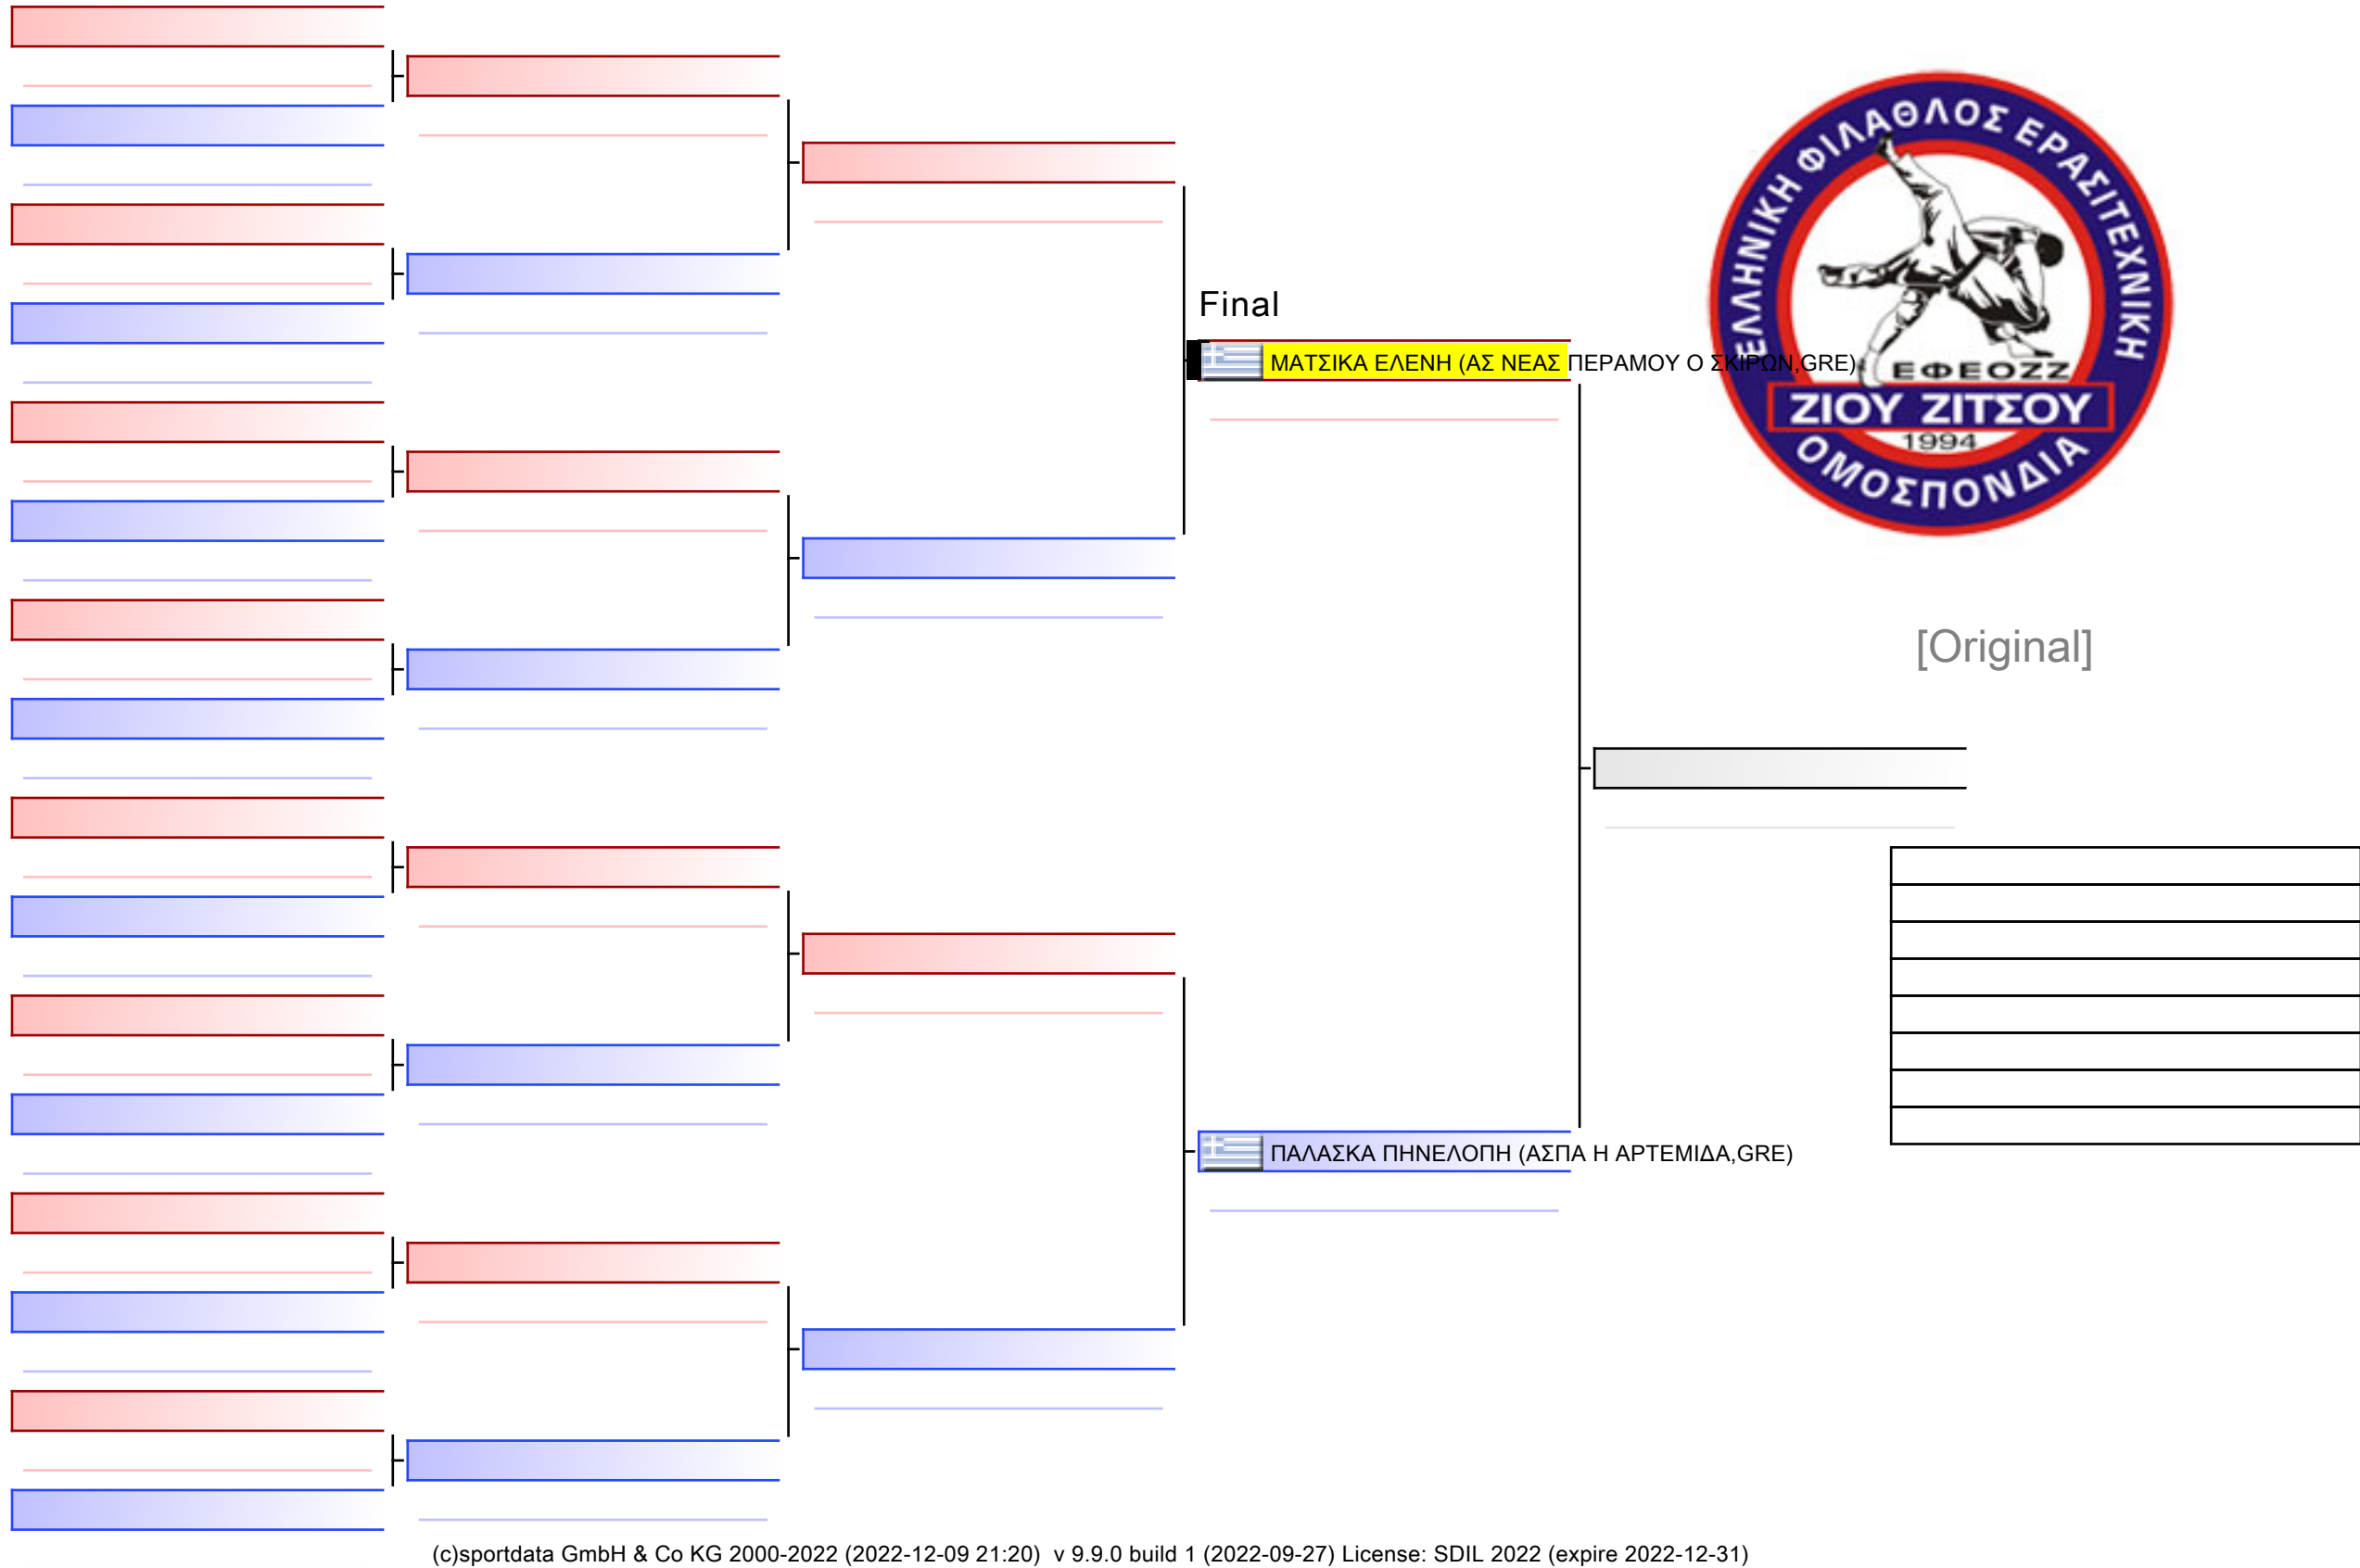 ΕΛΛΗΝΙΚΗ ΦΙΛΑΘΛΟΣ ΕΡΑΣΙΤΕΧΝΙΚΗ
Final
ΜΑΤΣΙΚΑ ΕΛΕΝΗ (ΑΣ ΝΕΑΣ ΠΕΡΑΜΟΥ Ο ΣΚΙΡΩΝ,GRE)
ΕΦΕΟΖΖ
ΖΙΟΥ ΖΙΤΣΟΥ
1994
ΟΜΟΣΠΟΝΔΙΑ
[Original]
ΠΑΛΑΣΚΑ ΠΗΝΕΛΟΠΗ (ΑΣΠΑ Η ΑΡΤΕΜΙΔΑ,GRE)
(c)sportdata GmbH & Co KG 2000-2022 (2022-12-09 21:20) v 9.9.0 build 1 (2022-09-27) License: SDIL 2022 (expire 2022-12-31)